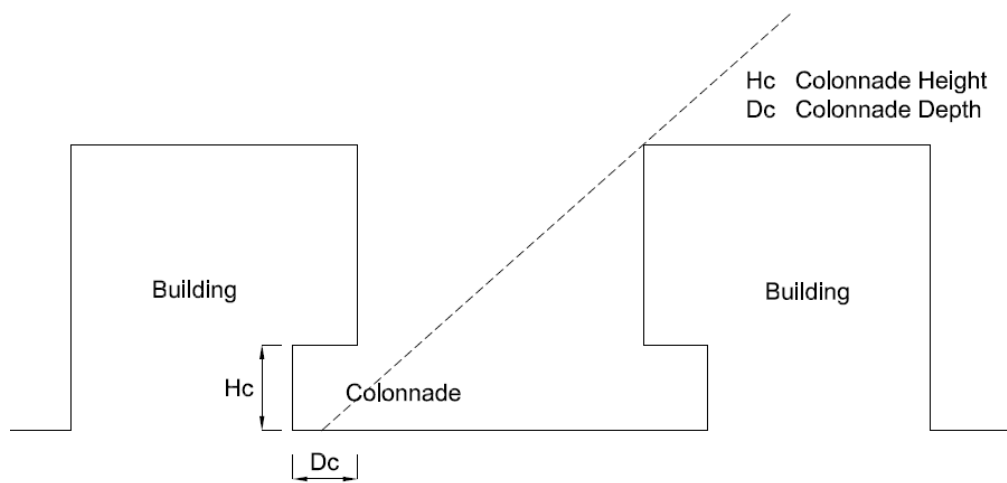 Hc Colonnade Height
Dc Colonnade Depth
Building
Building
Hc
Colonnade
Dc